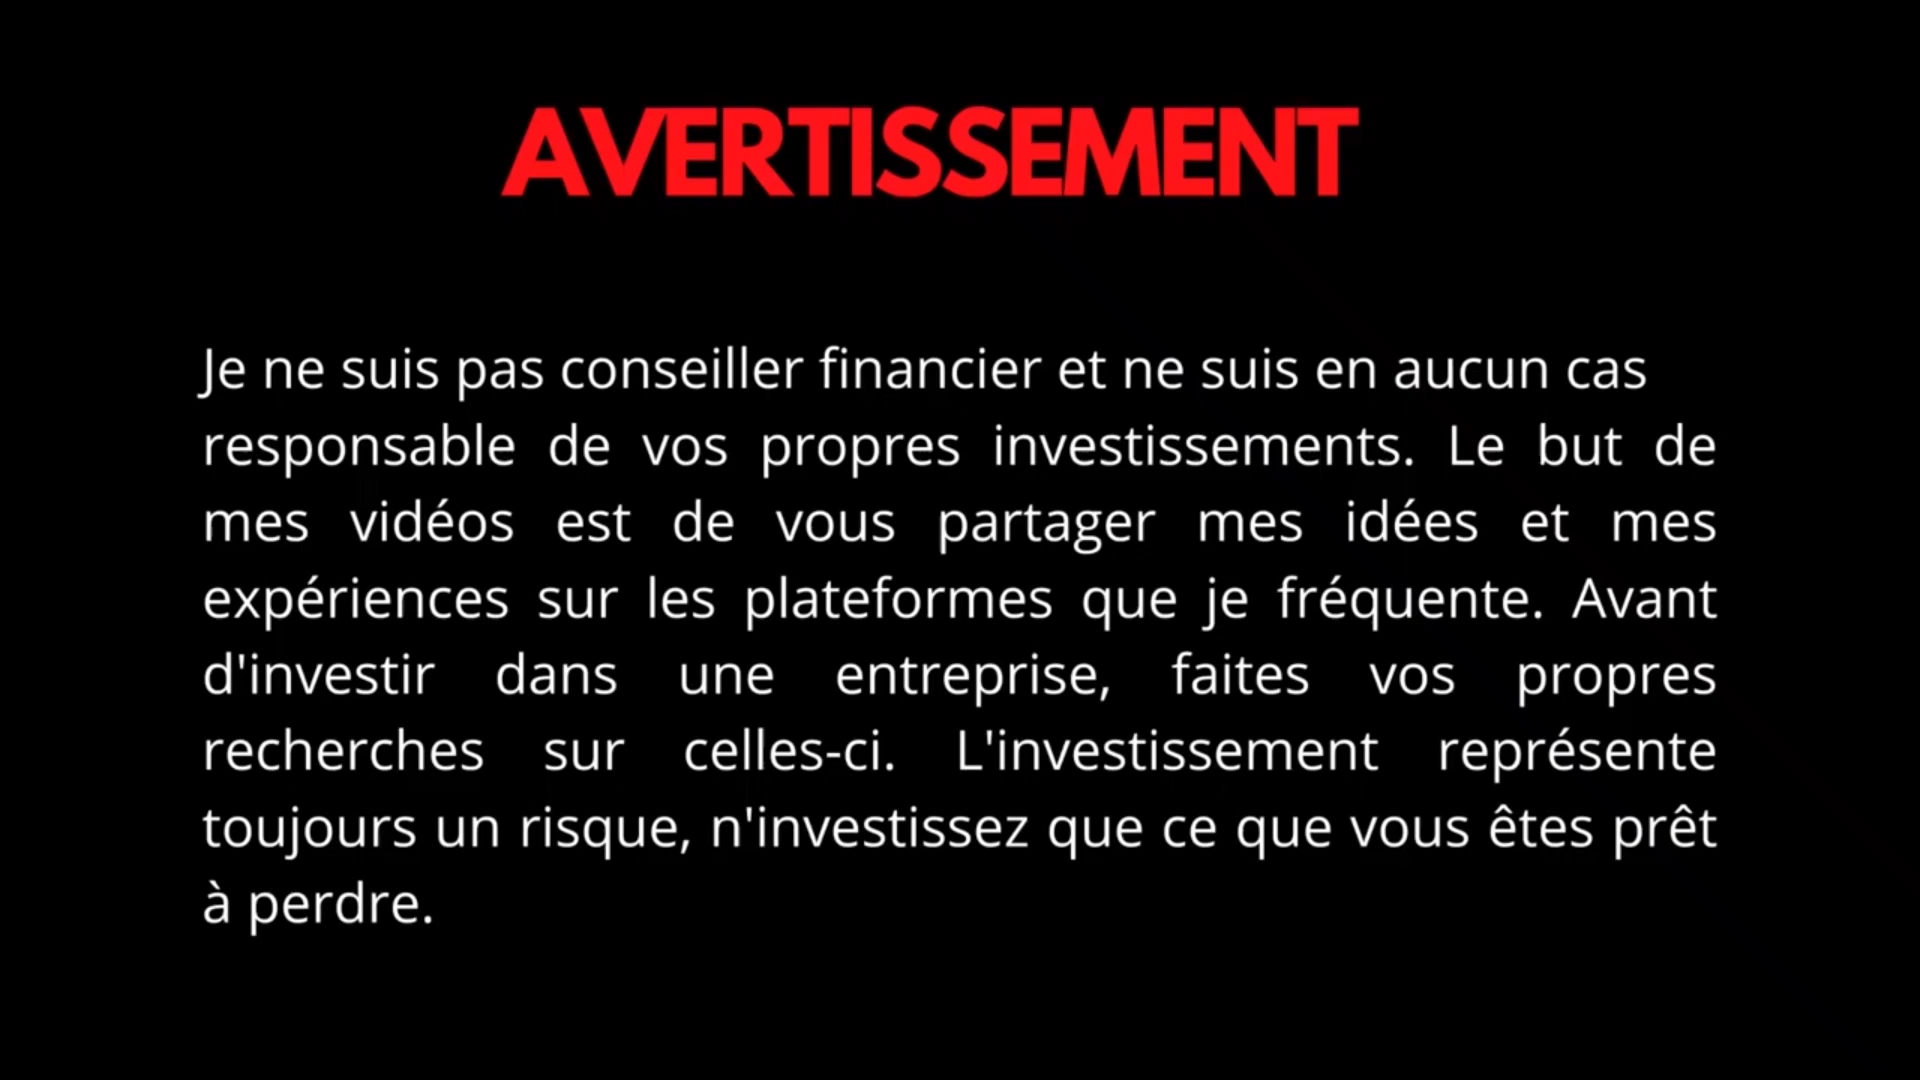 AVERTISSEMENT
Je ne suis pas conseiller financier et ne suis en aucun cas
responsable de vos propres investissements. Le but de
mes vidéos est de vous partager mes idées et mes
expériences sur les plateformes que je fréquente. Avant
d'investir dans une entreprise, faites vos propres
recherches sur celles-ci. L'investissement représente
toujours un risque, n'investissez que ce que vous êtes prêt
à perdre.